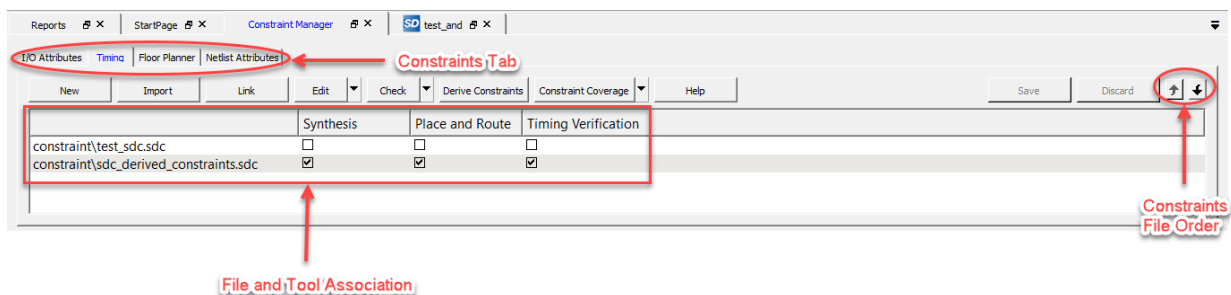 Reports StartPage Constraint Manager SD test_and
I/O Attributes Timing Floor Planner Netlist Attributes
Constraints Tab
New Import Link Edit Check Derive Constraints Constraint Coverage Help Save Discard
Synthesis Place and Route Timing Verification
constraint\test_sdc.sdc
constraint\sdc_derived_constraints.sdc
Constraints
File Order
File and Tool Association